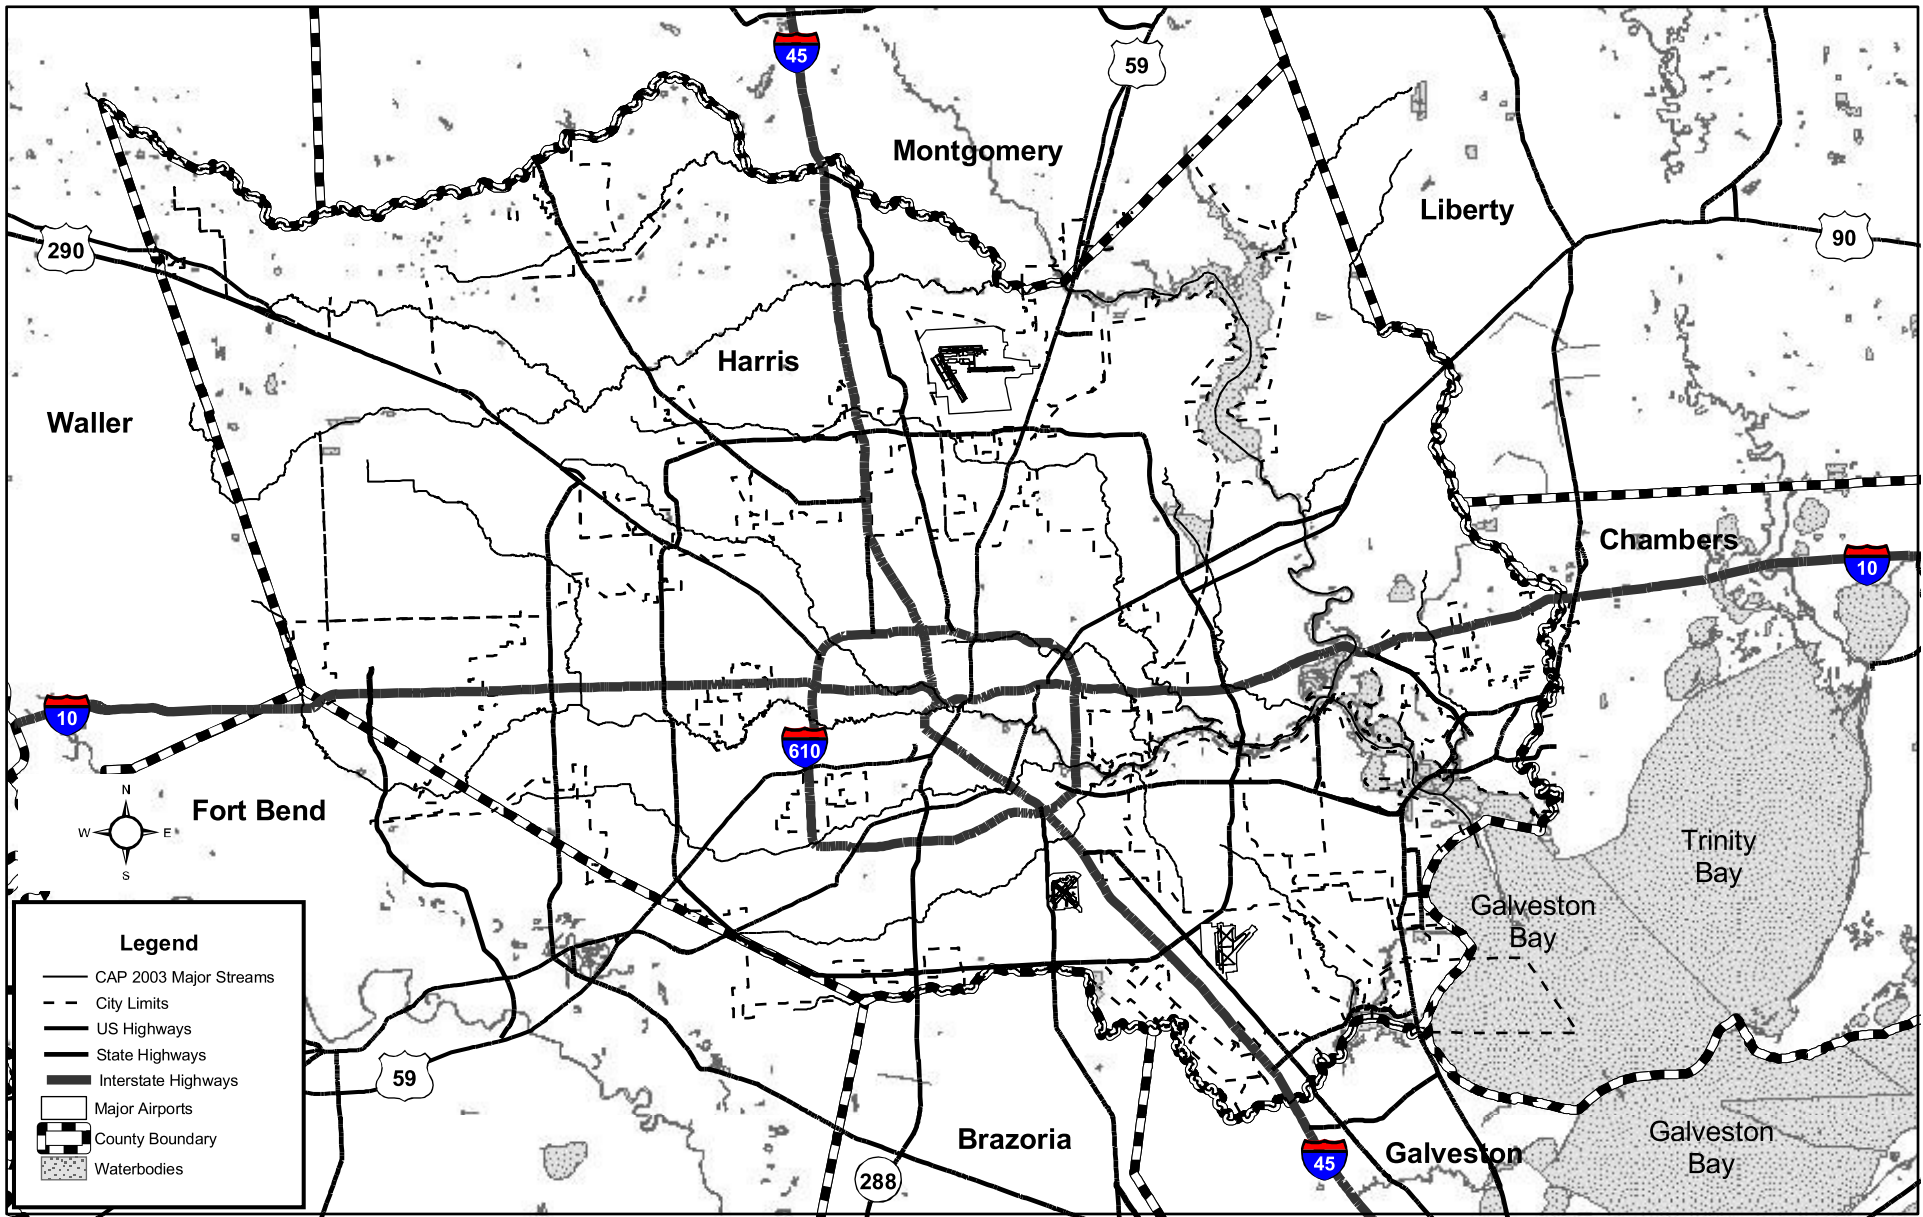 45
59
Montgomery
Liberty
290
90
Harris
Waller
Chambers
10
10
610
Fort Bend
N
W
E
S
Trinity
Bay
Galveston
Bay
Legend
CAP 2003 Major Streams
City Limits
US Highways
State Highways
Interstate Highways
Major Airports
County Boundary
Waterbodies
59
Brazoria
288
45
Galveston
Galveston
Bay